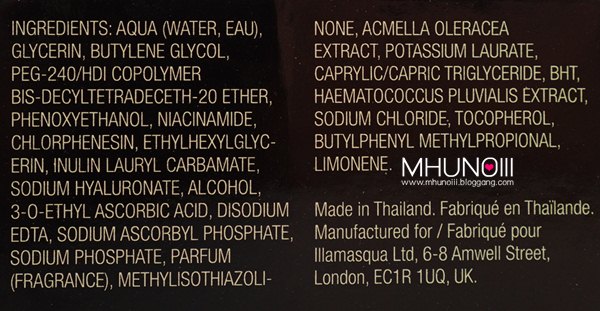 INGREDIENTS: AQUA (WATER, EAU),
GLYCERIN, BUTYLENE GLYCOL,
PEG-240/HDI COPOLYMER
BIS-DECYLTETRADECETH-20 ETHER,
PHENOXYETHANOL, NIACINAMIDE,
CHLORPHENESIN, ETHYLHEXYLGLYC-
ERIN, INULIN LAURYL CARBAMATE,
SODIUM HYALURONATE, ALCOHOL,
3-O-ETHYL ASCORBIC ACID, DISODIUM
EDTA, SODIUM ASCORBYL PHOSPHATE,
SODIUM PHOSPHATE, PARFUM
(FRAGRANCE), METHYLISOTHIAZOLI-
NONE, ACMELLA OLERACEA
EXTRACT, POTASSIUM LAURATE,
CAPRYLIC/CAPRIC TRIGLYCERIDE, BHT,
HAEMATOCOCCUS PLUVIALIS EXTRACT,
SODIUM CHLORIDE, TOCOPHEROL,
BUTYLPHENYL METHYLPROPIONAL,
LIMONENE.
MHUNOIII
www.mhunoiii.bloggang.com
Made in Thailand. Fabriqué en Thaïlande.
Manufactured for / Fabriqué pour
Illamasqua Ltd, 6-8 Amwell Street,
London, EC1R 1UQ, UK.